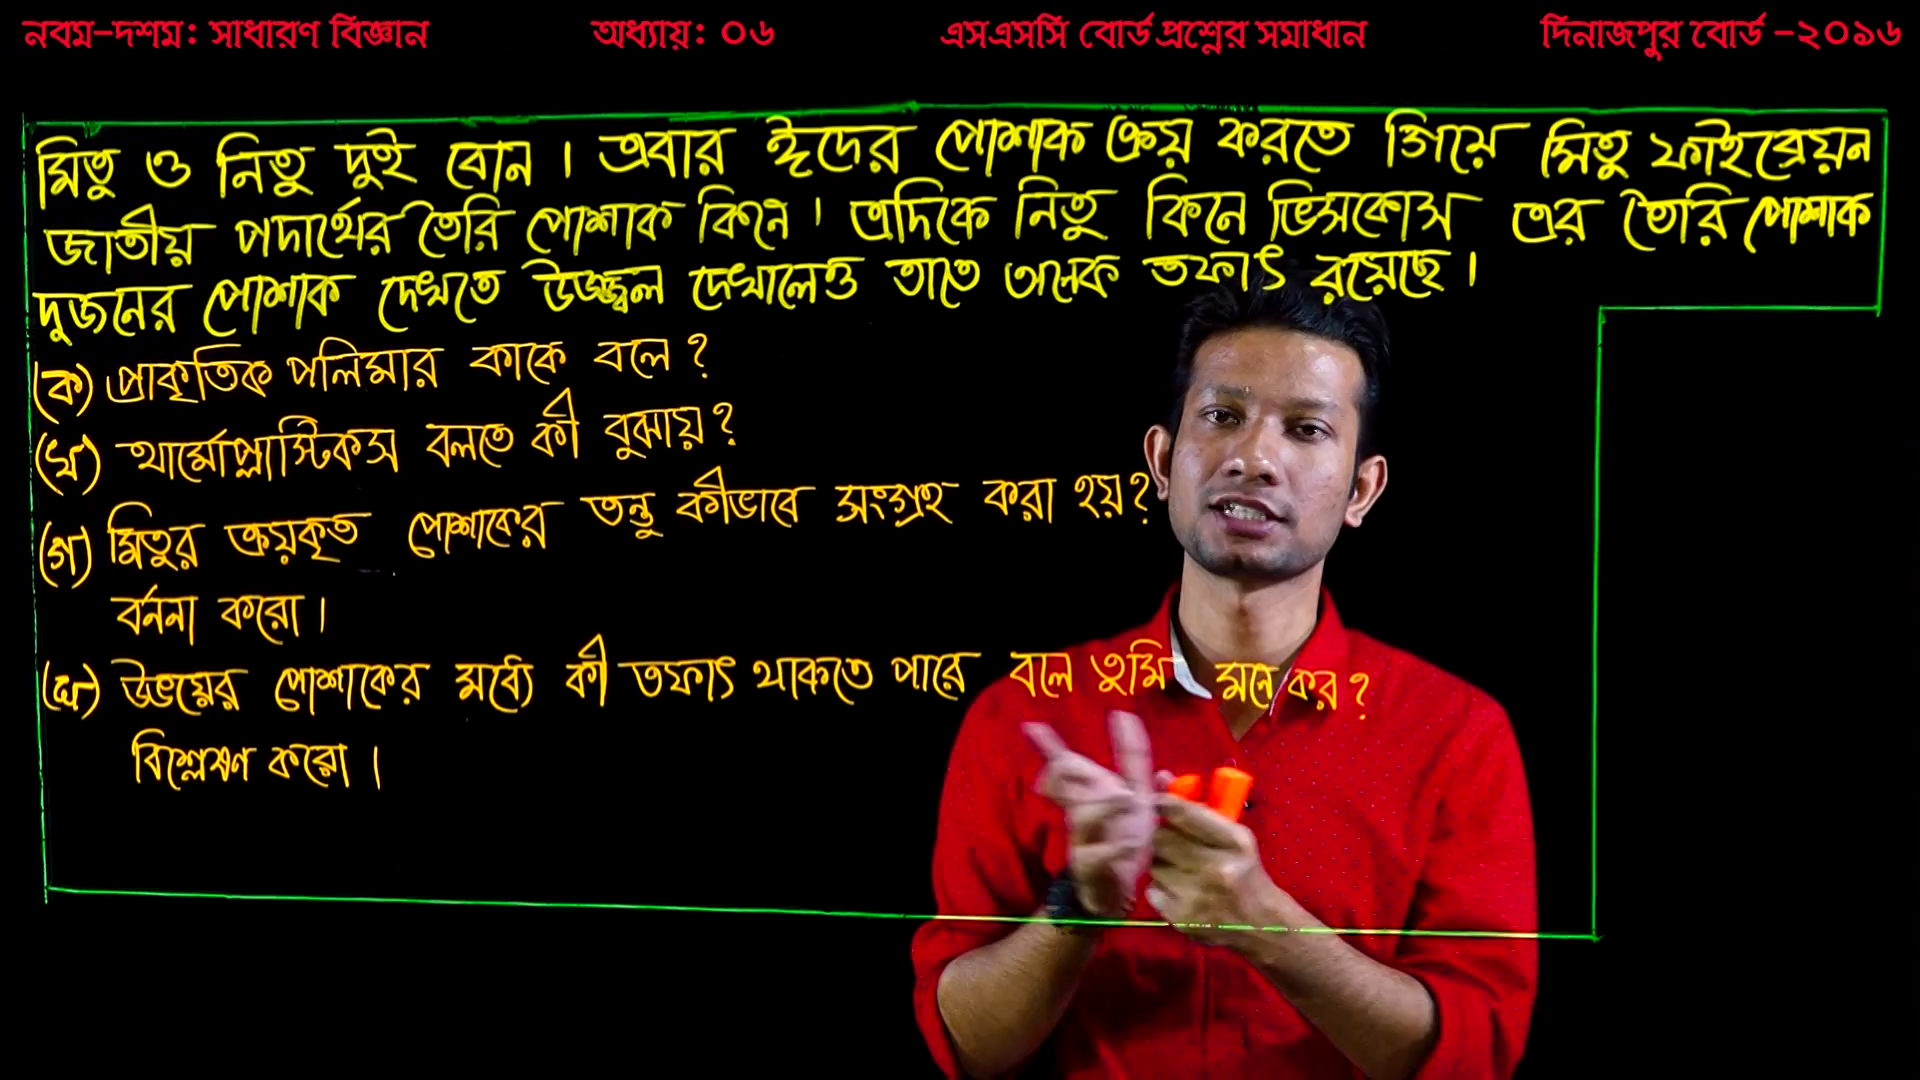 নবম-দশম: সাধারণ বিজ্ঞান অধ্যায়: ০৬ এসএসসি বোর্ড প্রশ্নের সমাধান দিনাজপুর বোর্ড -২০১৬
মিতু ও নিতু দুই বোন। এবার ঈদের পোশাক ক্রয় করতে গিয়ে মিতু ফাইব্রেয়ন
জাতীয় পদার্থের তৈরি পোশাক কিনে। এদিকে নিতু কিনে ভিসকোস এর তৈরি পোশাক
দুজনের পোশাক দেখতে উজ্জ্বল দেখালেও তাতে অনেক তফাৎ রয়েছে।
(ক) প্রাকৃতিক পলিমার কাকে বলে?
(খ) থার্মোপ্লাস্টিকস বলতে কী বুঝায়?
(গ) মিতুর ক্রয়কৃত পোশাকের তন্তু কীভাবে সংগ্রহ করা হয়?
বর্ননা করো।
(ঘ) উভয়ের পোশাকের মধ্যে কী তফাৎ থাকতে পারে বলে তুমি মনে কর?
বিশ্লেষণ করো।